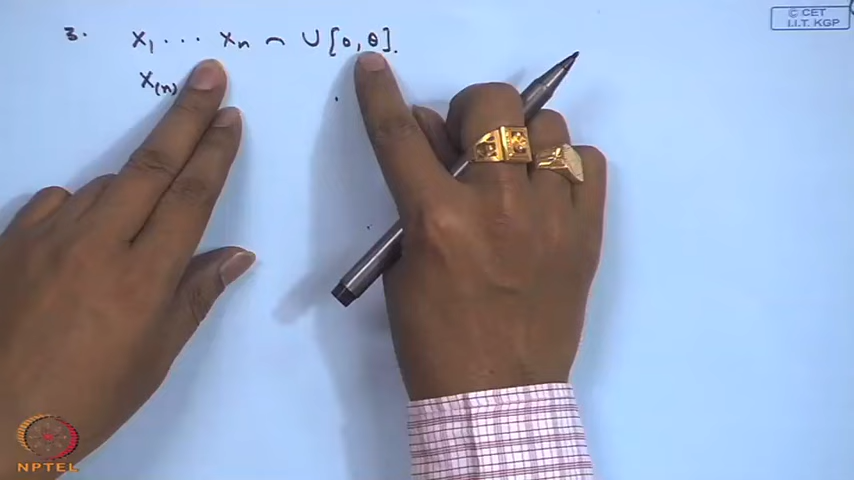 3. X₁ ... Xₙ ~ U [0, θ].
X₍ₙ₎
© CET
I.I.T. KGP
NPTEL